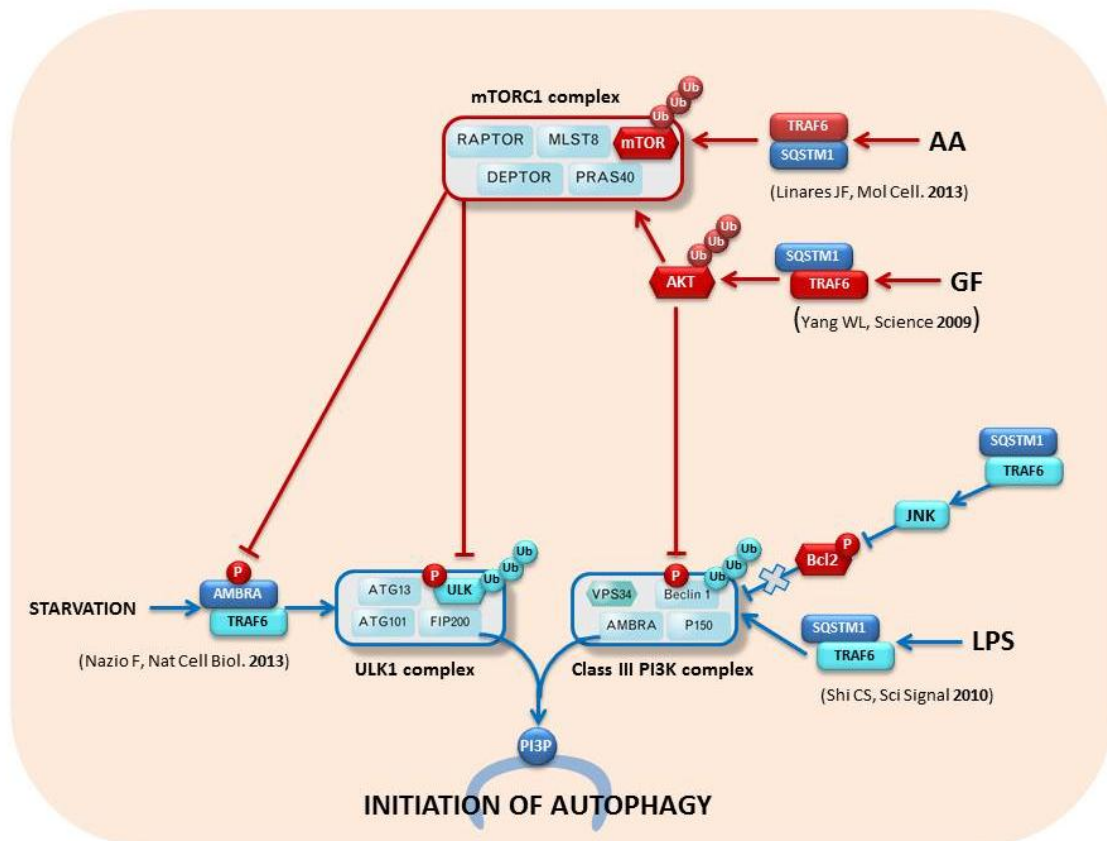 mTORC1 complex
Ub
Ub
Ub
RAPTOR
MLST8
mTOR
DEPTOR
PRAS40
TRAF6
SQSTM1
AA
(Linares JF, Mol Cell. 2013)
Ub
Ub
Ub
AKT
SQSTM1
TRAF6
GF
(Yang WL, Science 2009)
SQSTM1
TRAF6
JNK
P
Bcl2
STARVATION
P
AMBRA
TRAF6
(Nazio F, Nat Cell Biol. 2013)
P
Ub
Ub
Ub
ATG13
ULK
ATG101
FIP200
ULK1 complex
P
Ub
Ub
Ub
VPS34
Beclin 1
AMBRA
P150
Class III PI3K complex
SQSTM1
TRAF6
LPS
(Shi CS, Sci Signal 2010)
PI3P
INITIATION OF AUTOPHAGY